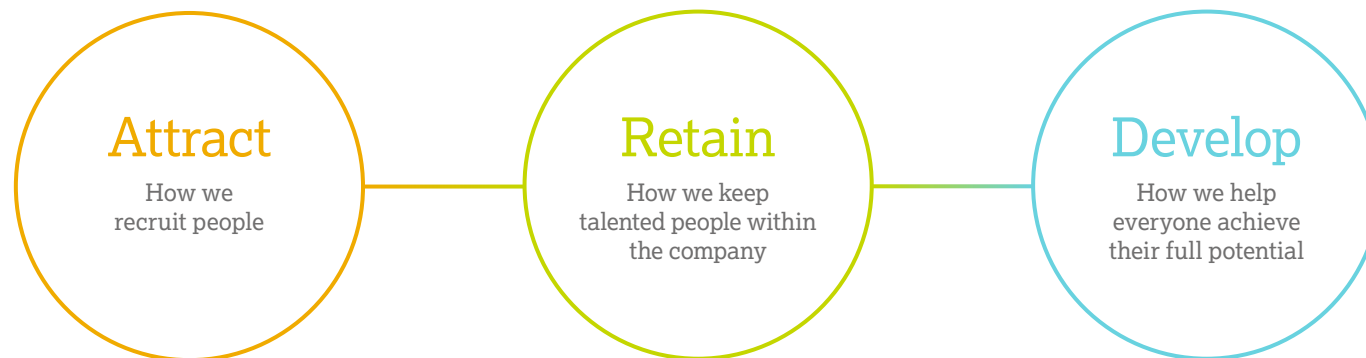 Attract
How we
recruit people
Retain
How we keep
talented people within
the company
Develop
How we help
everyone achieve
their full potential